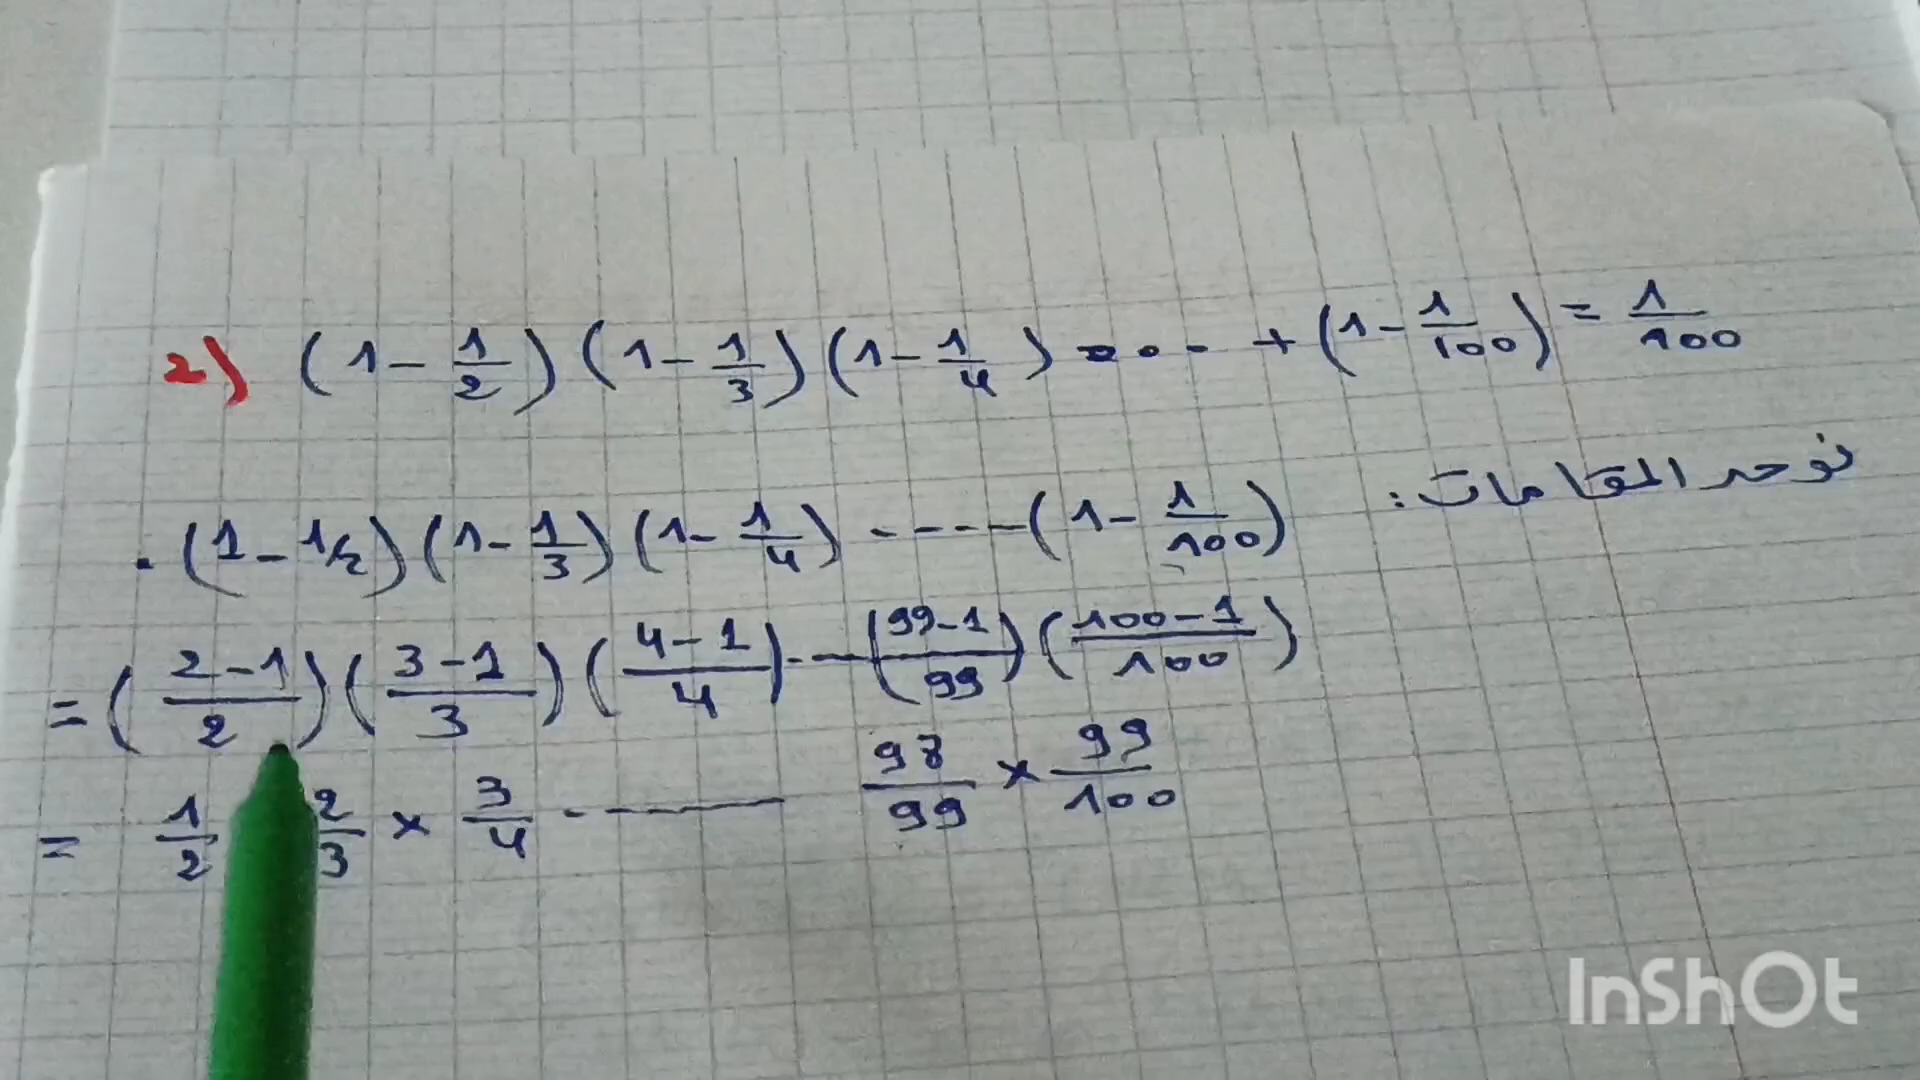 2) (1 - 1/2) (1 - 1/3) (1 - 1/4) . . . + (1 - 1/100) = 1/100
نوحد المقامات :
. (1 - 1/2) (1 - 1/3) (1 - 1/4) ---- (1 - 1/100)
= ( (2-1)/2 ) ( (3-1)/3 ) ( (4-1)/4 ) --- ( (99-1)/99 ) ( (100-1)/100 )
= 1/2 2/3 × 3/4 ------ 98/99 × 99/100
InShOt